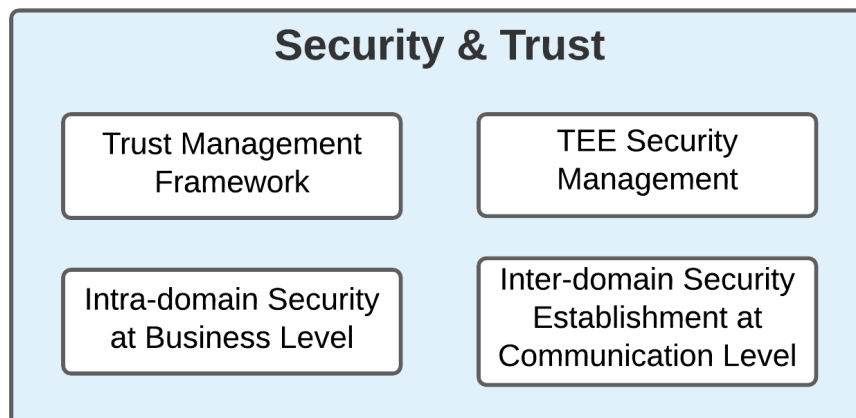 Security & Trust
Trust Management
Framework
TEE Security
Management
Intra-domain Security
at Business Level
Inter-domain Security
Establishment at
Communication Level